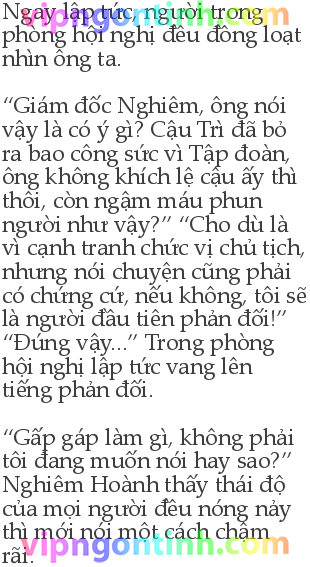 Ngay lập tức, người trong
vipngontinh.com
phòng hội nghị đều đồng loạt
nhìn ông ta.
“Giám đốc Nghiêm, ông nói
vậy là có ý gì? Cậu Trì đã bỏ
ra bao công sức vì Tập đoàn,
ông không khích lệ cậu ấy thì
thôi, còn ngậm máu phun
người như vậy?” “Cho dù là
vì cạnh tranh chức vị chủ tịch,
nhưng nói chuyện cũng phải
có chứng cứ, nếu không, tôi sẽ
là người đầu tiên phản đối!”
“Đúng vậy...” Trong phòng
hội nghị lập tức vang lên
tiếng phản đối.
“Gấp gáp làm gì, không phải
tôi đang muốn nói hay sao?”
Nghiêm Hoành thấy thái độ
của mọi người đều nóng nảy
thì mới nói một cách chậm
rãi.
vipngontinh.com